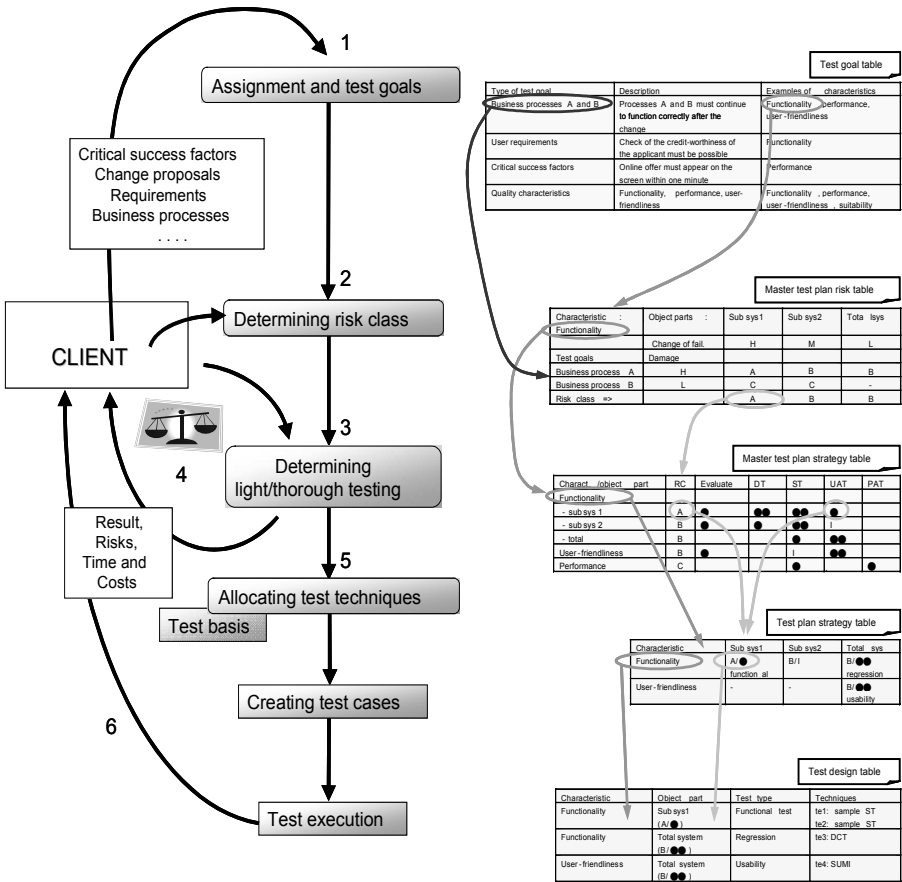 1
Assignment and test goals
Critical success factors
Change proposals
Requirements
Business processes
. . . .
2
Determining risk class
CLIENT
3
4
Determining
light/thorough testing
Result,
Risks,
Time and
Costs
5
Allocating test techniques
Test basis
Creating test cases
6
Test execution
Test goal table
Type of test goal Description Examples of characteristics
Business processes A and B Processes A and B must continue Functionality , performance,
to function correctly after the user-friendliness
change
User requirements Check of the credit-worthiness of Functionality
the applicant must be possible
Critical success factors Online offer must appear on the Performance
screen within one minute
Quality characteristics Functionality, performance, user- Functionality , performance,
friendliness user-friendliness , suitability
Master test plan risk table
Characteristic : Object parts : Sub sys1 Sub sys2 Tota lsys
Functionality
Change of fail. H M L
Test goals Damage
Business process A H A B B
Business process B L C C -
Risk class => A B B
Master test plan strategy table
Charact. /object part RC Evaluate DT ST UAT PAT
Functionality
- sub sys 1 A ● ●● ●● ●
- sub sys 2 B ● ● ●● I
- total B ● ●●
User-friendliness B ● I ●●
Performance C ● ●
Test plan strategy table
Characteristic Sub sys1 Sub sys2 Total sys
Functionality A/● B/I B/●●
function al regression
User-friendliness - - B/●●
usability
Test design table
Characteristic Object part Test type Techniques
Functionality Sub sys1 Functional test te1: sample ST
(A/●) te2: sample ST
Functionality Total system Regression te3: DCT
(B/●●)
User-friendliness Total system Usability te4: SUMI
(B/●●)